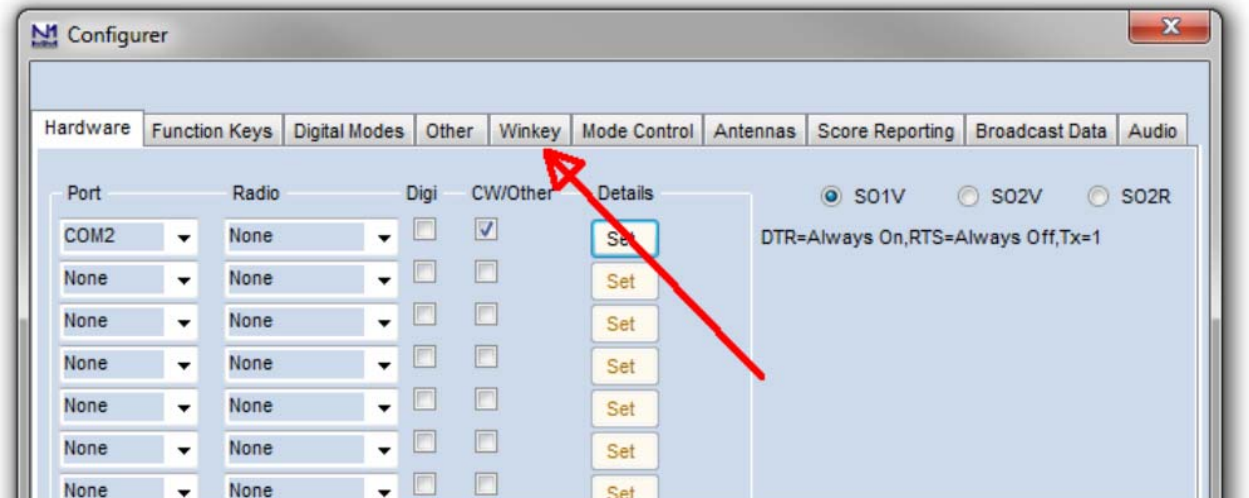 N1 Configurer
Hardware Function Keys Digital Modes Other Winkey Mode Control Antennas Score Reporting Broadcast Data Audio
Port Radio Digi CW/Other Details SO1V SO2V SO2R
COM2 None Set DTR=Always On,RTS=Always Off,Tx=1
None None Set
None None Set
None None Set
None None Set
None None Set
None None Set